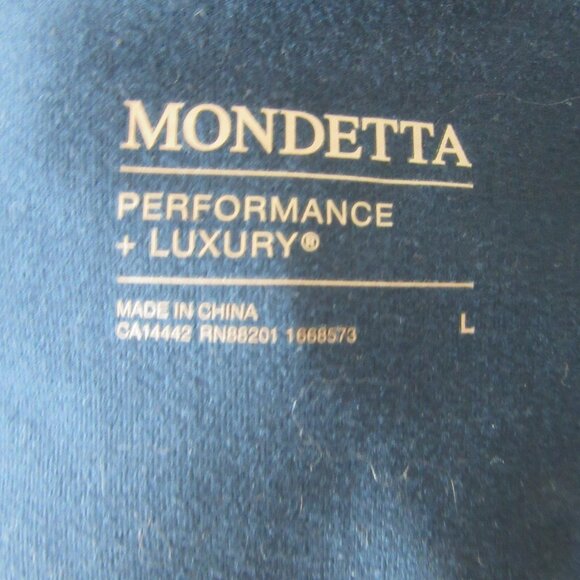 MONDETTA
PERFORMANCE
+ LUXURY®
MADE IN CHINA
CA14442 RN88201 1668573 L